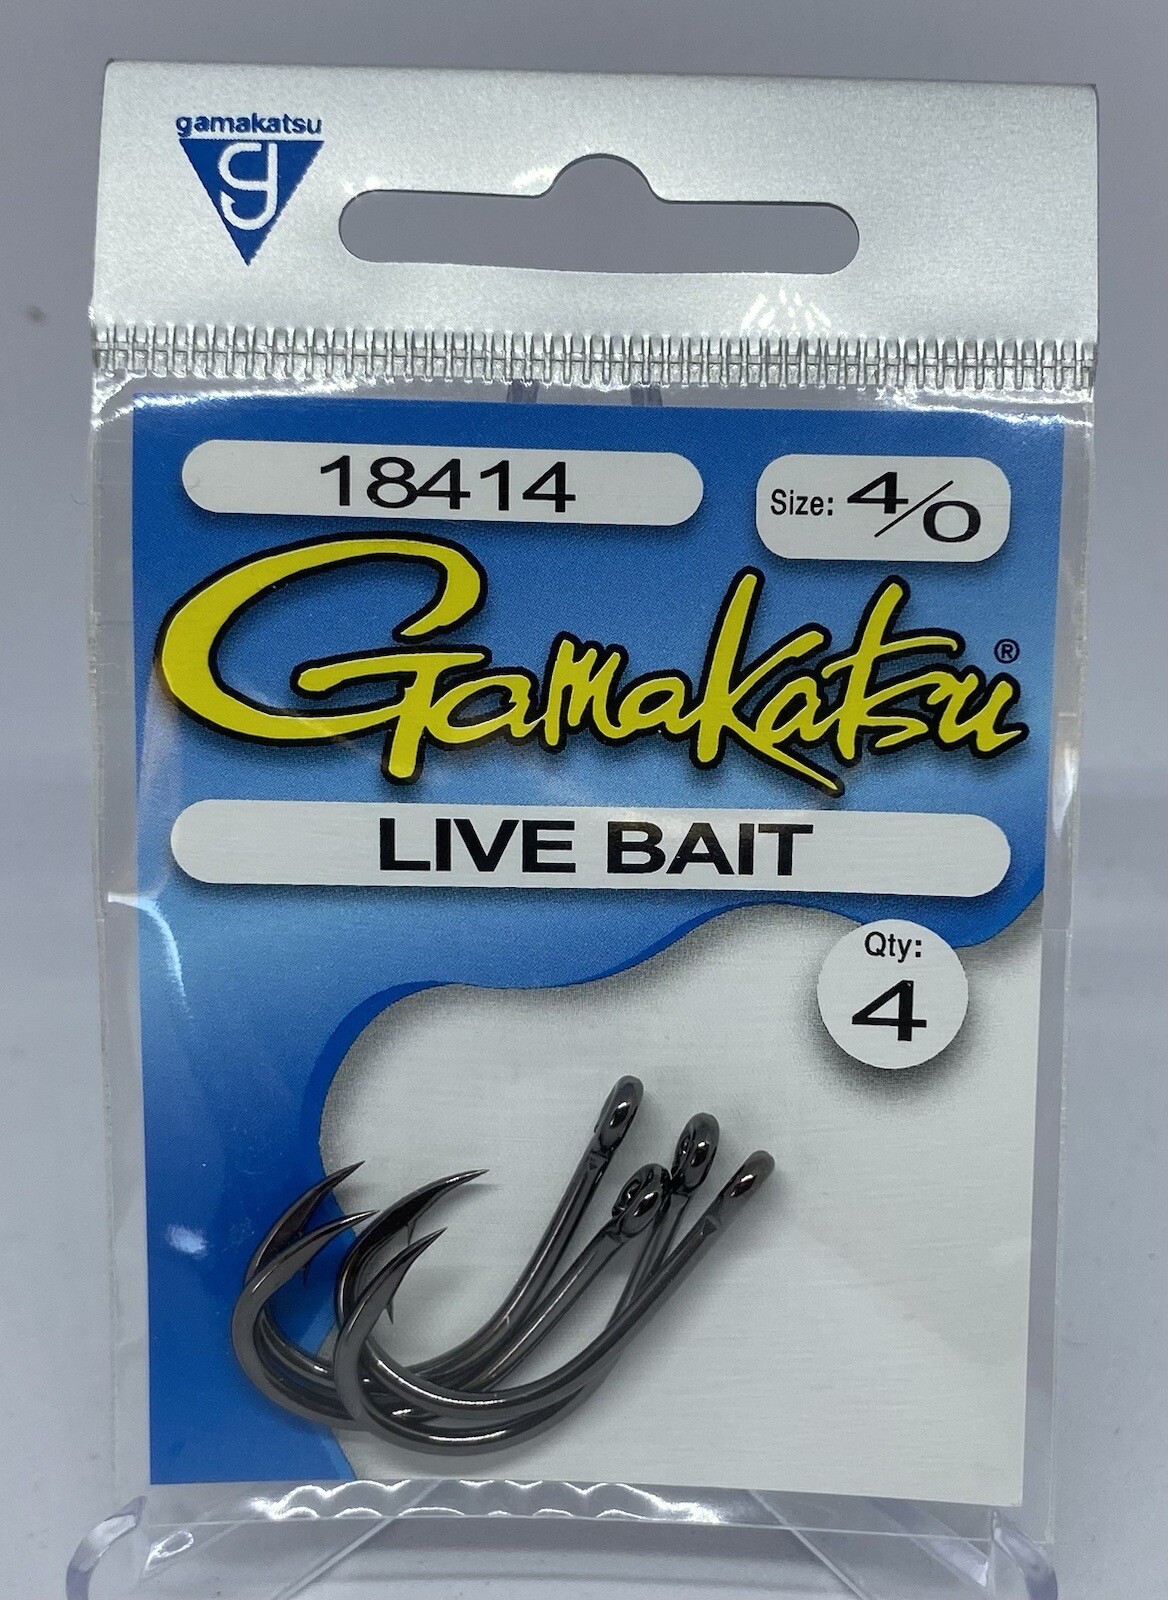 gamakatsu
g
18414
Size: 4/0
Gamakatsu®
LIVE BAIT
Qty:
4